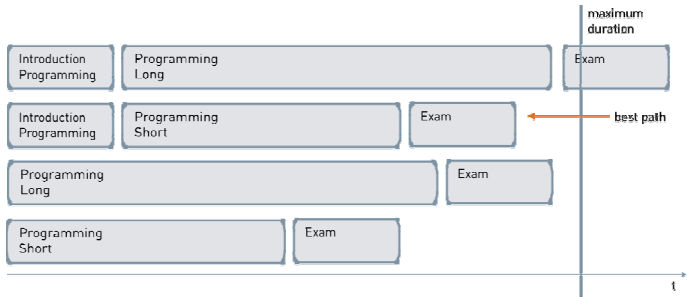 maximum
duration
Introduction
Programming
Programming
Long
Exam
Introduction
Programming
Programming
Short
Exam
best path
Programming
Long
Exam
Programming
Short
Exam
t